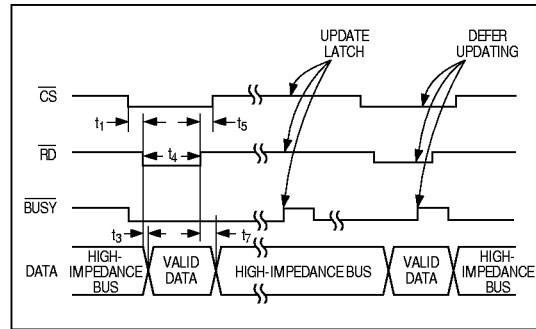 UPDATE
LATCH
DEFER
UPDATING
CS
t1
t5
RD
t4
BUSY
t3
t7
DATA
HIGH-
IMPEDANCE
BUS
VALID
DATA
HIGH-IMPEDANCE BUS
VALID
DATA
HIGH-
IMPEDANCE
BUS